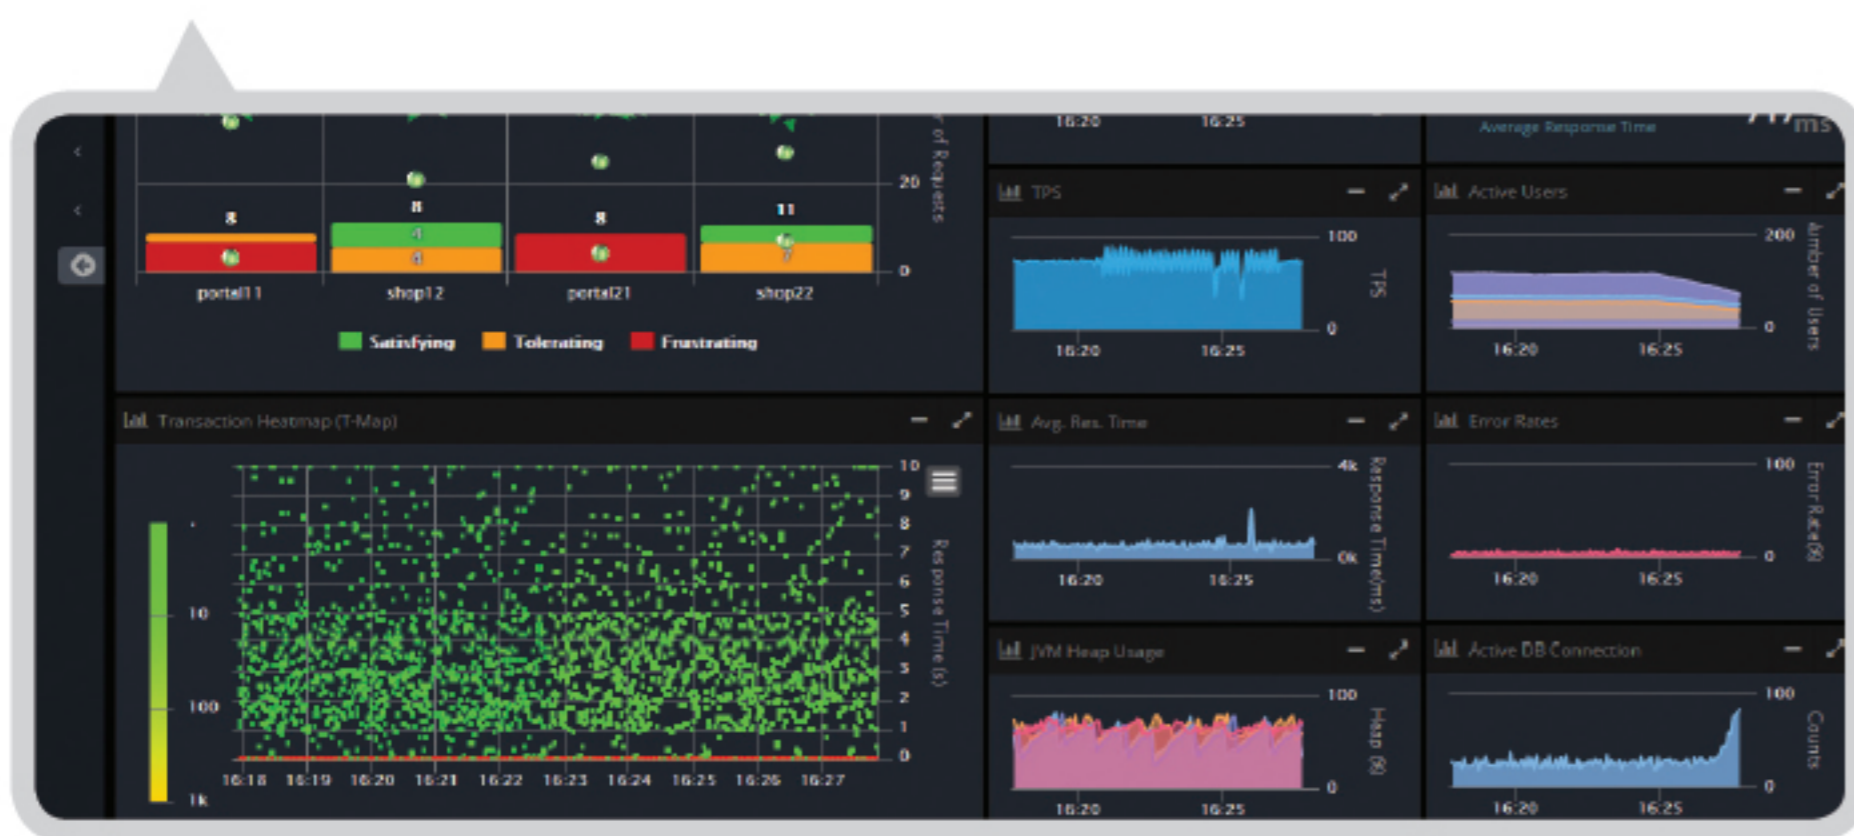 16:20 16:25
Average Response Time
ms
r of Requests
20
0
8
8
8
11
4
portal11 shop12 portal21 shop22
Satisfying Tolerating Frustrating
TPS
100
TPS
0
16:20 16:25
Active Users
200
Number of Users
0
16:20 16:25
Transaction Heatmap (T-Map)
10
9
8
7
6
5
4
3
2
1
0
Response Time (s)
10
100
1k
16:18 16:19 16:20 16:21 16:22 16:23 16:24 16:25 16:26 16:27
Avg. Res. Time
4k
Response Time(ms)
0k
16:20 16:25
Error Rates
100
Error Rate(%)
0
16:20 16:25
JVM Heap Usage
100
Heap (%)
0
16:20 16:25
Active DB Connection
100
Counts
0
16:20 16:25